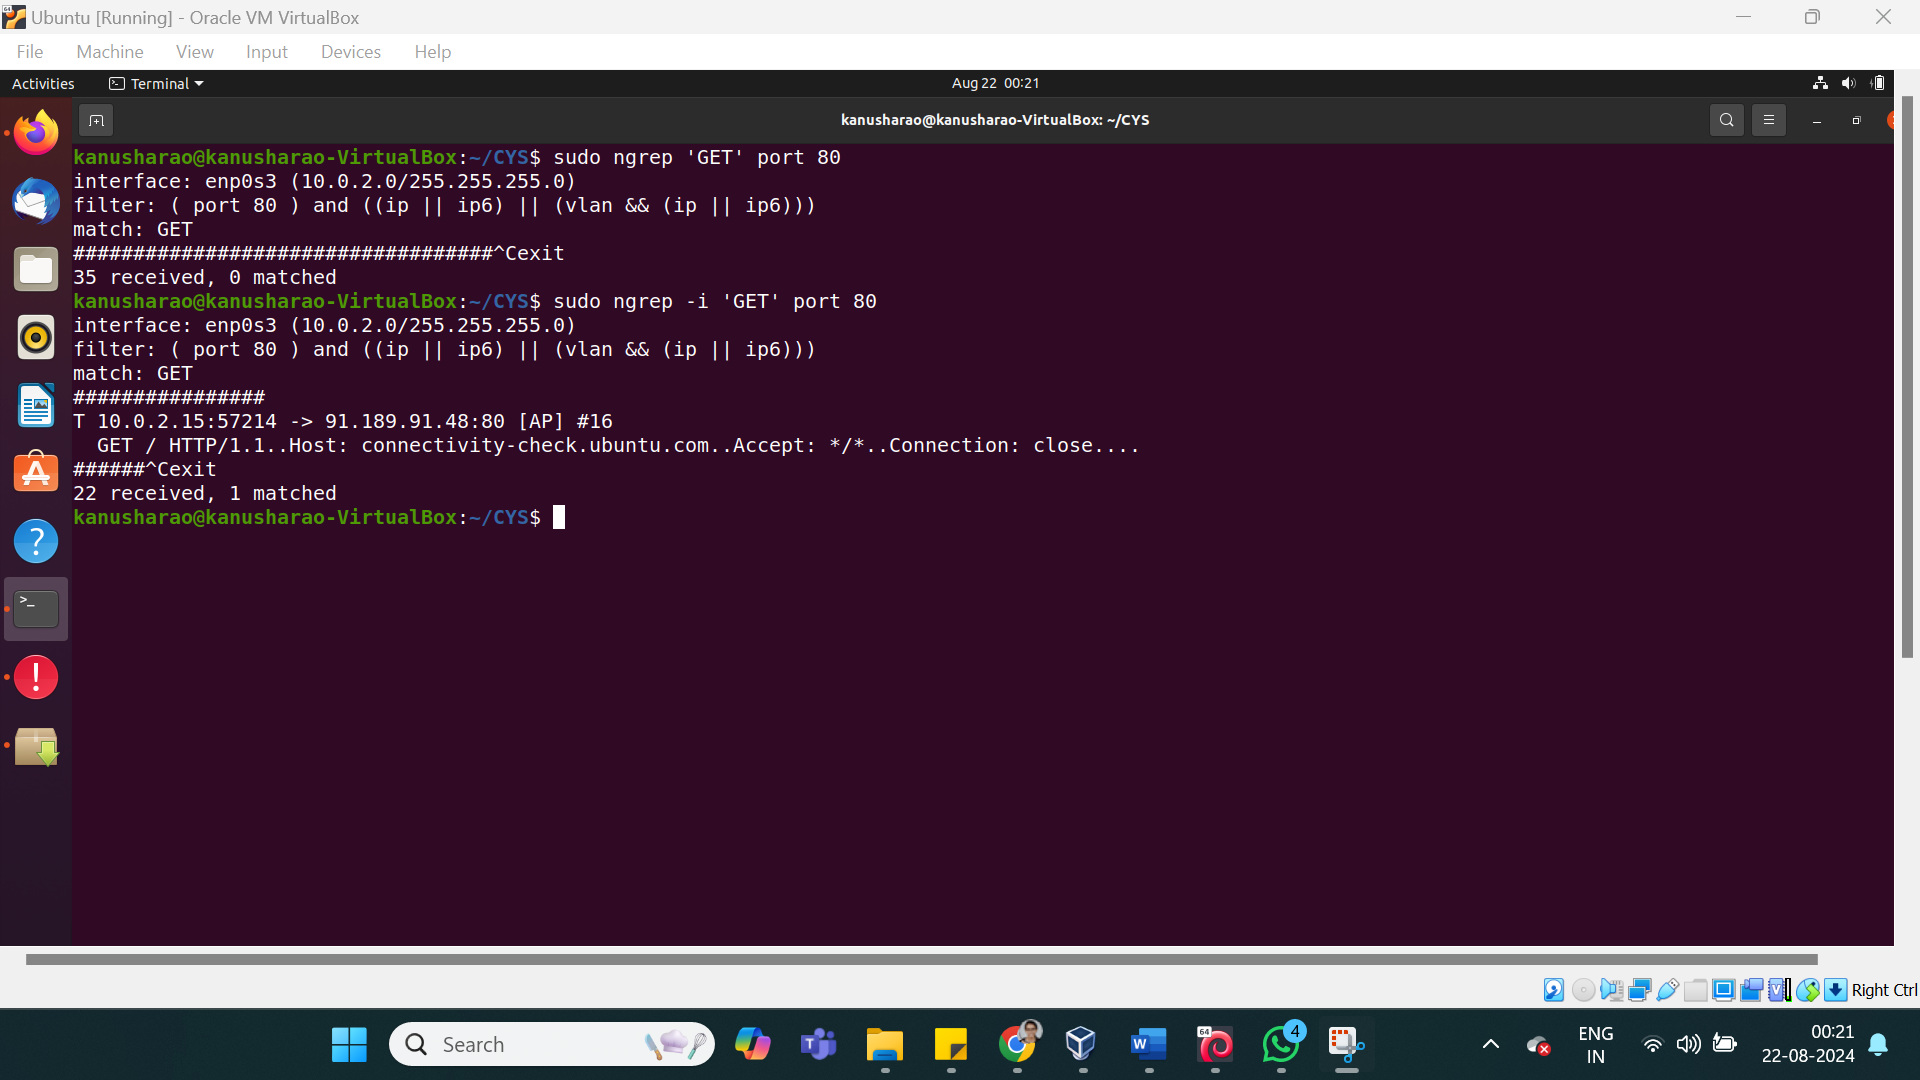 Ubuntu [Running] - Oracle VM VirtualBox
File Machine View Input Devices Help
Activities Terminal Aug 22 00:21
kanusharao@kanusharao-VirtualBox: ~/CYS
kanusharao@kanusharao-VirtualBox:~/CYS$ sudo ngrep 'GET' port 80
interface: enp0s3 (10.0.2.0/255.255.255.0)
filter: ( port 80 ) and ((ip || ip6) || (vlan && (ip || ip6)))
match: GET
###################################^Cexit
35 received, 0 matched
kanusharao@kanusharao-VirtualBox:~/CYS$ sudo ngrep -i 'GET' port 80
interface: enp0s3 (10.0.2.0/255.255.255.0)
filter: ( port 80 ) and ((ip || ip6) || (vlan && (ip || ip6)))
match: GET
################
T 10.0.2.15:57214 -> 91.189.91.48:80 [AP] #16
  GET / HTTP/1.1..Host: connectivity-check.ubuntu.com..Accept: */*..Connection: close....
######^Cexit
22 received, 1 matched
kanusharao@kanusharao-VirtualBox:~/CYS$
Right Ctrl
Search
64
4
ENG
IN
00:21
22-08-2024